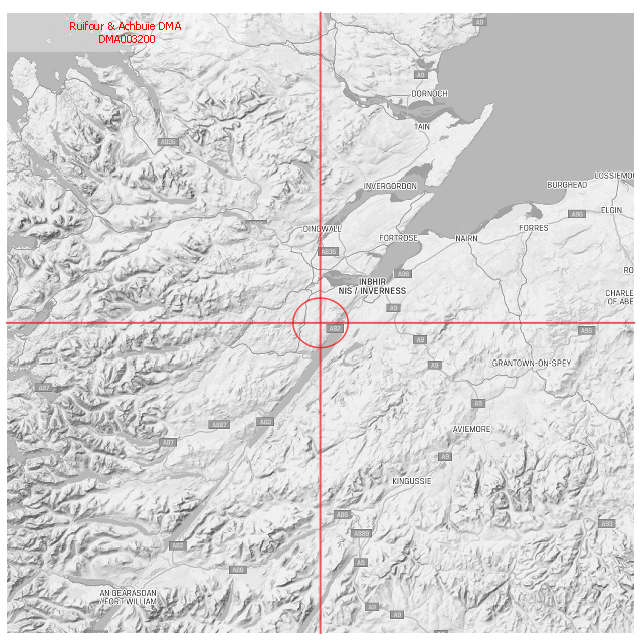 Ruifour & Achbuie DMA
DMA003200
A9
A9
DORNOCH
TAIN
A835
INVERGORDON
LOSSIEMOU
BURGHEAD
ELGIN
A96
FORRES
DINGWALL
FORTROSE
NAIRN
A835
A96
RO
INBHIR
NIS / INVERNESS
CHARLE
OF ABE
A9
A82
A95
A9
A9
GRANTOWN-ON-SPEY
A9
A887
A82
AVIEMORE
A87
A9
KINGUSSIE
A86
A93
A889
A82
A9
A86
AN GEARASDAN
/ FORT WILLIAM
A9
A9